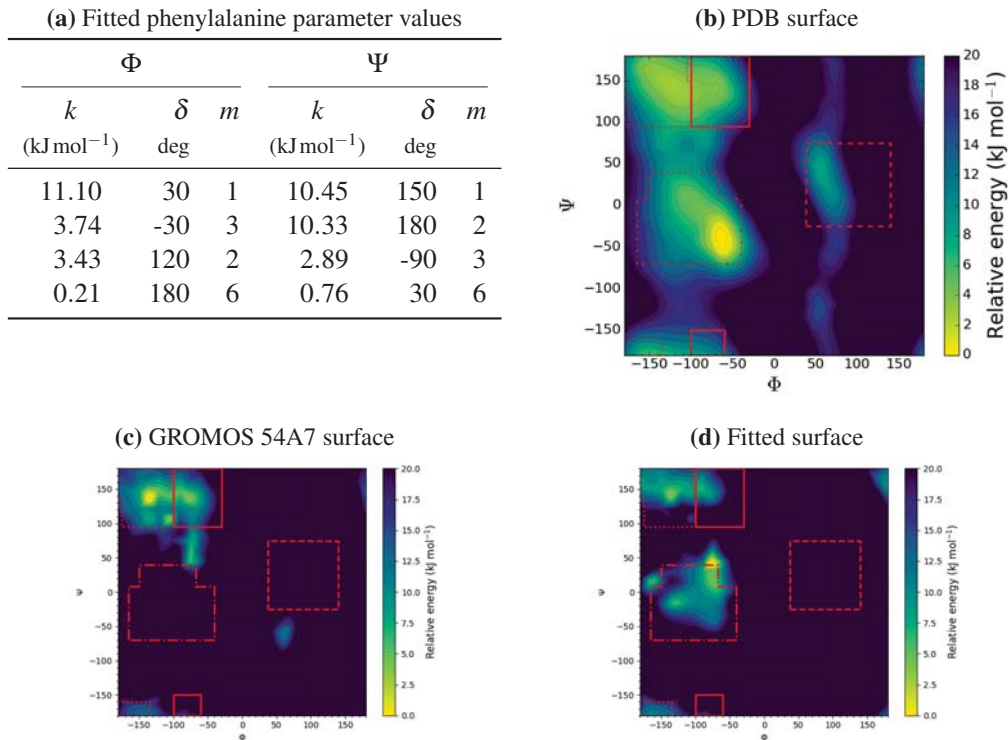 (a) Fitted phenylalanine parameter values
Φ Ψ
k δ m k δ m
(kJ mol⁻¹) deg (kJ mol⁻¹) deg
11.10 30 1 10.45 150 1
3.74 -30 3 10.33 180 2
3.43 120 2 2.89 -90 3
0.21 180 6 0.76 30 6
(b) PDB surface
150
100
50
0
−50
−100
−150
Ψ
−150 −100 −50 0 50 100 150
Φ
20
18
16
14
12
10
8
6
4
2
0
Relative energy (kJ mol⁻¹)
(c) GROMOS 54A7 surface
150
100
50
0
−50
−100
−150
Ψ
−150 −100 −50 0 50 100 150
Φ
20.0
17.5
15.0
12.5
10.0
7.5
5.0
2.5
0.0
Relative energy (kJ mol⁻¹)
(d) Fitted surface
150
100
50
0
−50
−100
−150
Ψ
−150 −100 −50 0 50 100 150
Φ
20.0
17.5
15.0
12.5
10.0
7.5
5.0
2.5
0.0
Relative energy (kJ mol⁻¹)